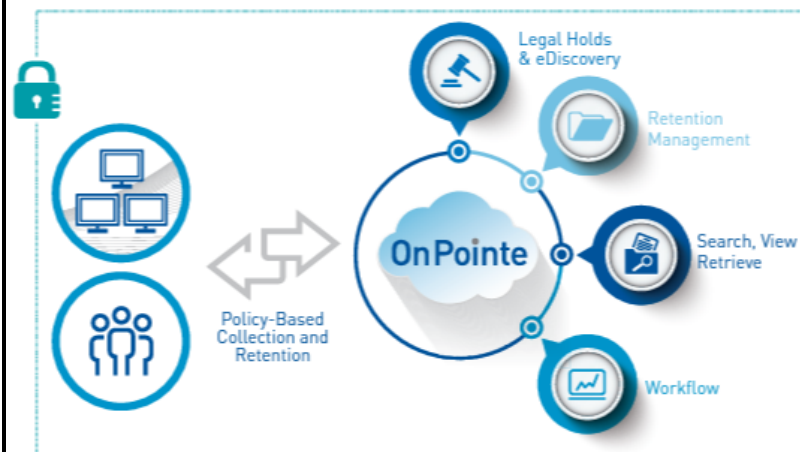 Legal Holds
& eDiscovery
Retention
Management
OnPointe
Search, View
Retrieve
Policy-Based
Collection and
Retention
Workflow